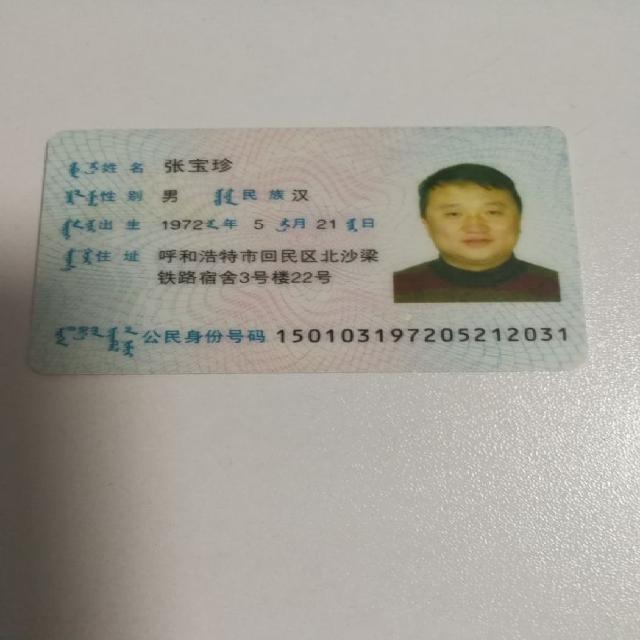 姓 名 张宝珍
性 别 男 民 族 汉
出 生 1972 年 5 月 21 日
住 址 呼和浩特市回民区北沙梁
铁路宿舍3号楼22号
公民身份号码 150103197205212031